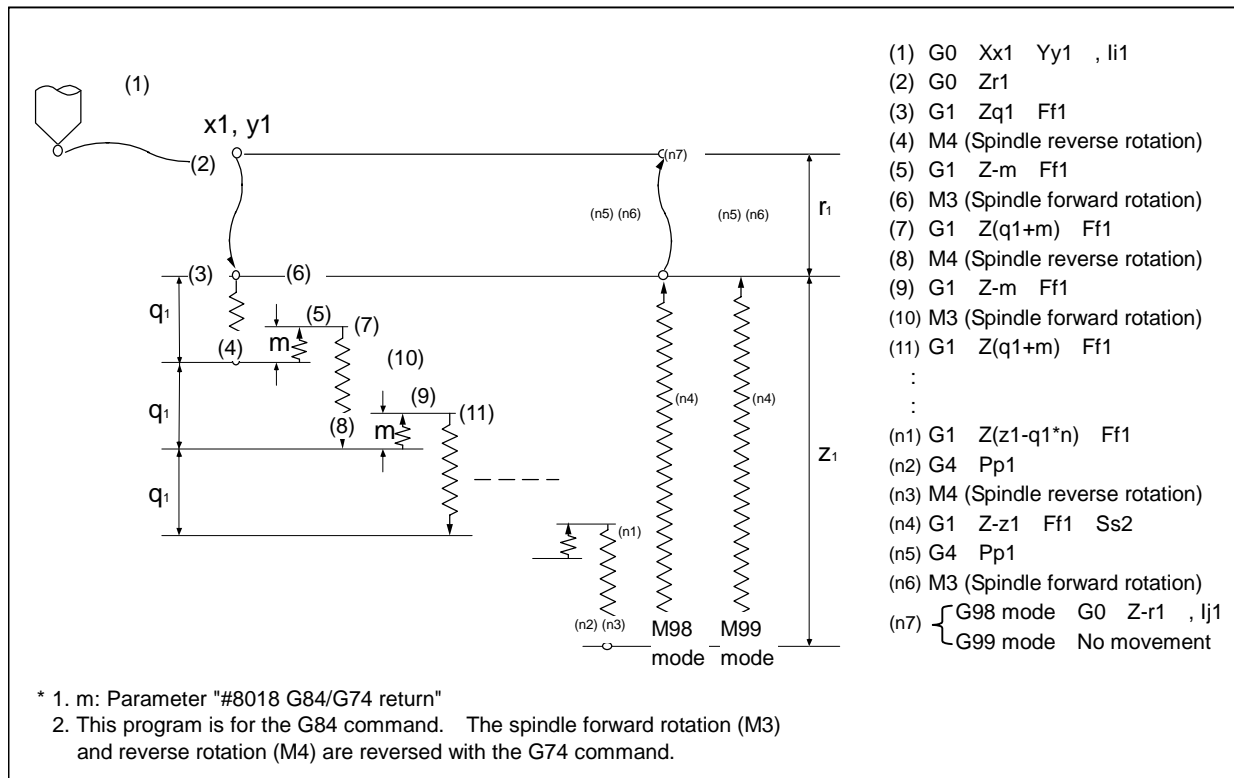 (1)
x1, y1
(2)
(n7)
(n5) (n6)
(n5) (n6)
r1
(3)
(6)
q1
(5)
(7)
m
(4)
(10)
q1
(9)
(11)
m
(8)
(n4)
(n4)
z1
q1
(n1)
(n2) (n3)
M98
mode
M99
mode
(1) G0 Xx1 Yy1 , Ii1
(2) G0 Zr1
(3) G1 Zq1 Ff1
(4) M4 (Spindle reverse rotation)
(5) G1 Z-m Ff1
(6) M3 (Spindle forward rotation)
(7) G1 Z(q1+m) Ff1
(8) M4 (Spindle reverse rotation)
(9) G1 Z-m Ff1
(10) M3 (Spindle forward rotation)
(11) G1 Z(q1+m) Ff1
:
:
(n1) G1 Z(z1-q1*n) Ff1
(n2) G4 Pp1
(n3) M4 (Spindle reverse rotation)
(n4) G1 Z-z1 Ff1 Ss2
(n5) G4 Pp1
(n6) M3 (Spindle forward rotation)
(n7) G98 mode G0 Z-r1 , Ij1
G99 mode No movement
* 1. m: Parameter "#8018 G84/G74 return"
2. This program is for the G84 command. The spindle forward rotation (M3)
and reverse rotation (M4) are reversed with the G74 command.